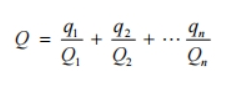 Q = q₁/Q₁ + q₂/Q₂ + ⋯ qₙ/Qₙ